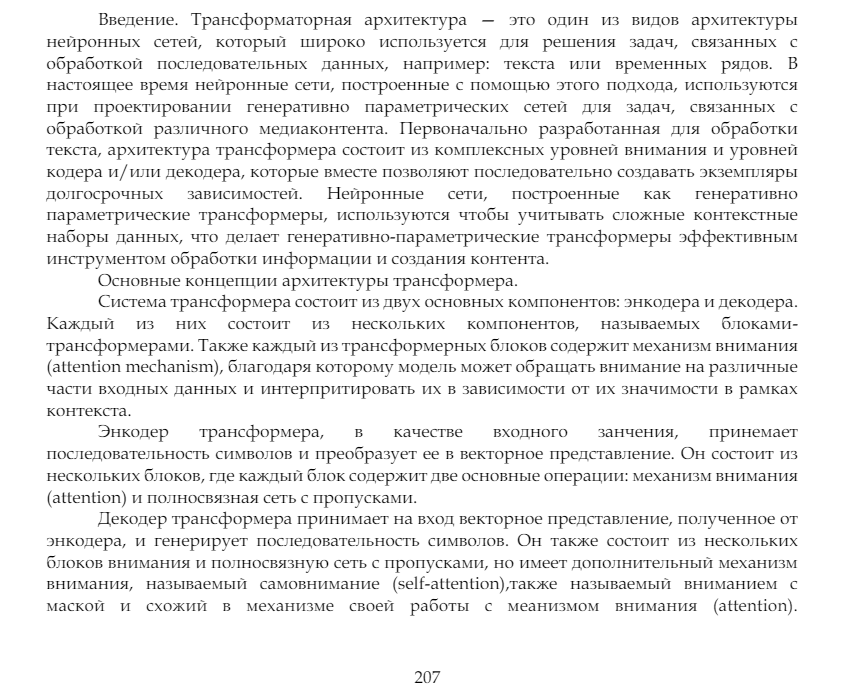 Введение. Трансформаторная архитектура — это один из видов архитектуры
нейронных сетей, который широко используется для решения задач, связанных с
обработкой последовательных данных, например: текста или временных рядов. В
настоящее время нейронные сети, построенные с помощью этого подхода, используются
при проектировании генеративно параметрических сетей для задач, связанных с
обработкой различного медиаконтента. Первоначально разработанная для обработки
текста, архитектура трансформера состоит из комплексных уровней внимания и уровней
кодера и/или декодера, которые вместе позволяют последовательно создавать экземпляры
долгосрочных зависимостей. Нейронные сети, построенные как генеративно
параметрические трансформеры, используются чтобы учитывать сложные контекстные
наборы данных, что делает генеративно-параметрические трансформеры эффективным
инструментом обработки информации и создания контента.
Основные концепции архитектуры трансформера.
Система трансформера состоит из двух основных компонентов: энкодера и декодера.
Каждый из них состоит из нескольких компонентов, называемых блоками-
трансформерами. Также каждый из трансформерных блоков содержит механизм внимания
(attention mechanism), благодаря которому модель может обращать внимание на различные
части входных данных и интерпритировать их в зависимости от их значимости в рамках
контекста.
Энкодер трансформера, в качестве входного занчения, принемает
последовательность символов и преобразует ее в векторное представление. Он состоит из
нескольких блоков, где каждый блок содержит две основные операции: механизм внимания
(attention) и полносвязная сеть с пропусками.
Декодер трансформера принимает на вход векторное представление, полученное от
энкодера, и генерирует последовательность символов. Он также состоит из нескольких
блоков внимания и полносвязную сеть с пропусками, но имеет дополнительный механизм
внимания, называемый самовнимание (self-attention),также называемый вниманием с
маской и схожий в механизме своей работы с меанизмом внимания (attention).
207